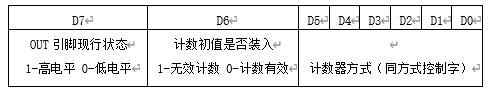 D7 D6 D5 D4 D3 D2 D1 D0
OUT 引脚现行状态
1-高电平 0-低电平
计数初值是否装入
1-无效计数 0-计数有效
计数器方式(同方式控制字)